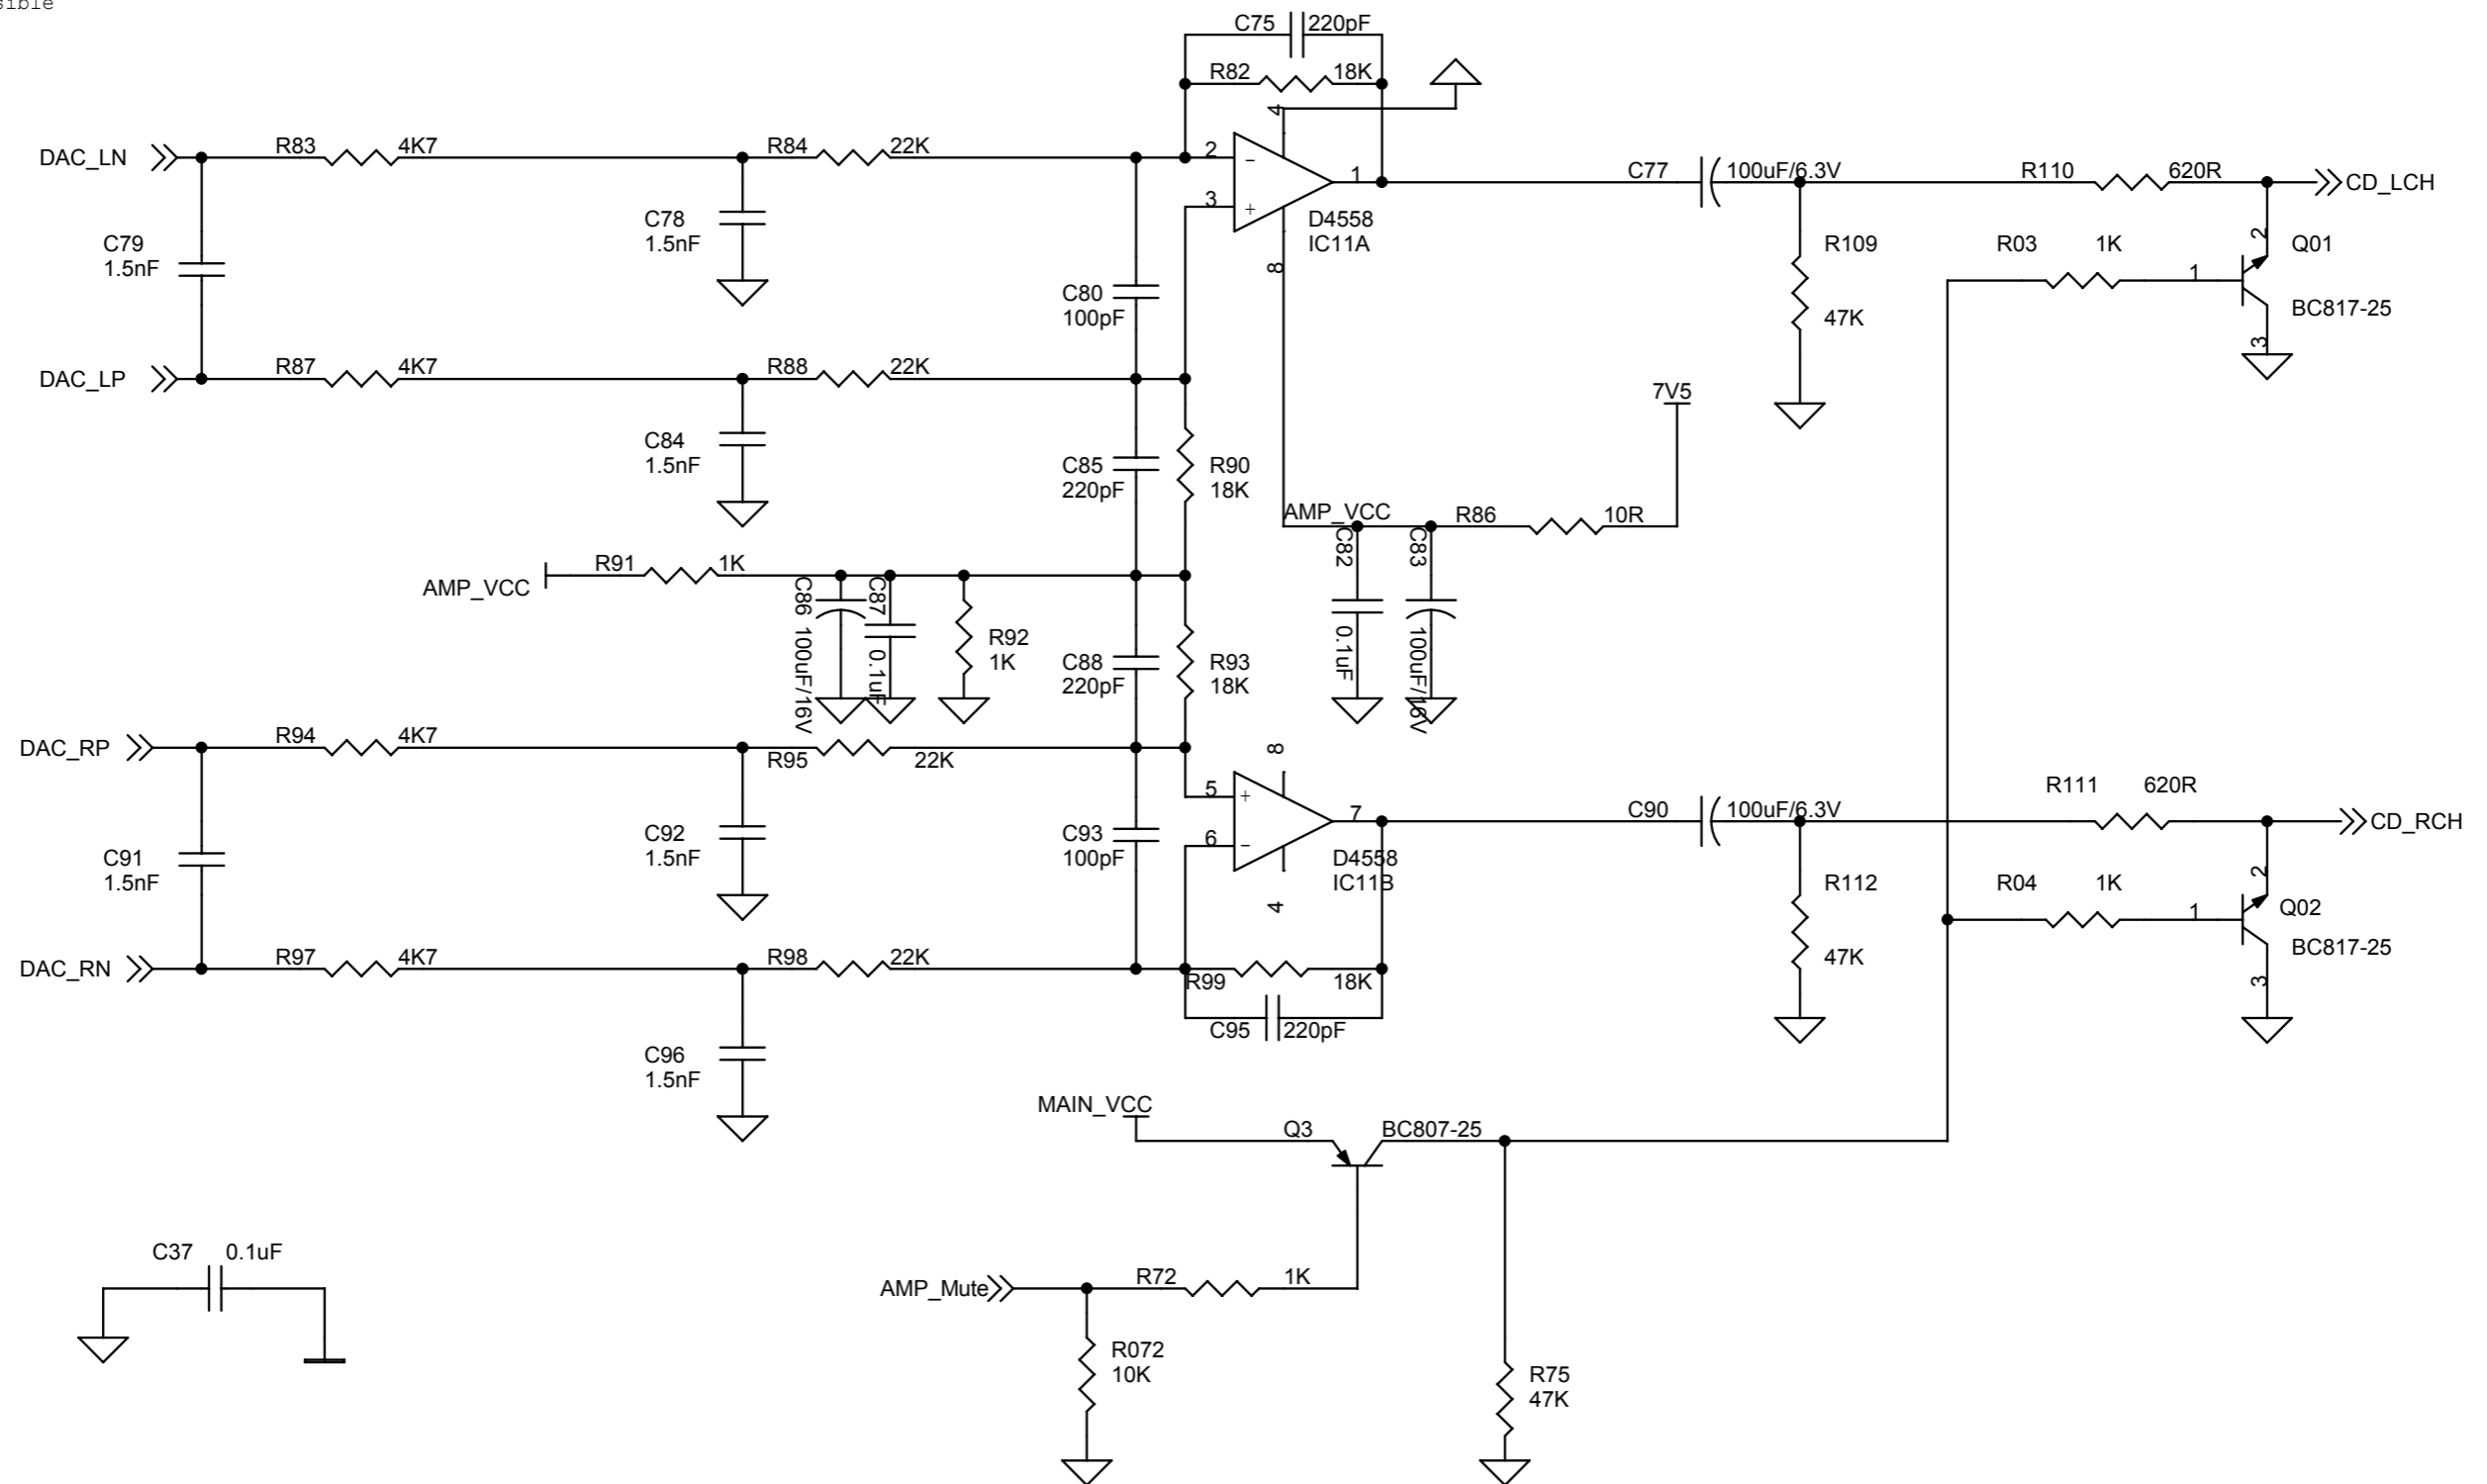 sible
C75 220pF
R82 18K
4
DAC_LN R83 4K7 R84 22K 2 −
1 C77 100uF/6.3V R110 620R CD_LCH
3 +
C79
1.5nF
C78
1.5nF
D4558
IC11A
8
R109
47K
R03 1K 1
2
Q01
BC817-25
3
C80
100pF
DAC_LP R87 4K7 R88 22K
7V5
C84
1.5nF
C85
220pF
R90
18K
AMP_VCC R86 10R
C82
0.1uF
C83
100uF/16V
AMP_VCC R91 1K
C86
100uF/16V
C87
0.1uF
R92
1K
C88
220pF
R93
18K
DAC_RP R94 4K7 R95 22K
8
5 +
7 C90 100uF/6.3V R111 620R CD_RCH
6 −
C91
1.5nF
C92
1.5nF
C93
100pF
D4558
IC11B
4
R112
47K
R04 1K 1
2
Q02
BC817-25
3
DAC_RN R97 4K7 R98 22K R99 18K
C95 220pF
C96
1.5nF
MAIN_VCC
Q3 BC807-25
C37 0.1uF
AMP_Mute R72 1K
R072
10K
R75
47K